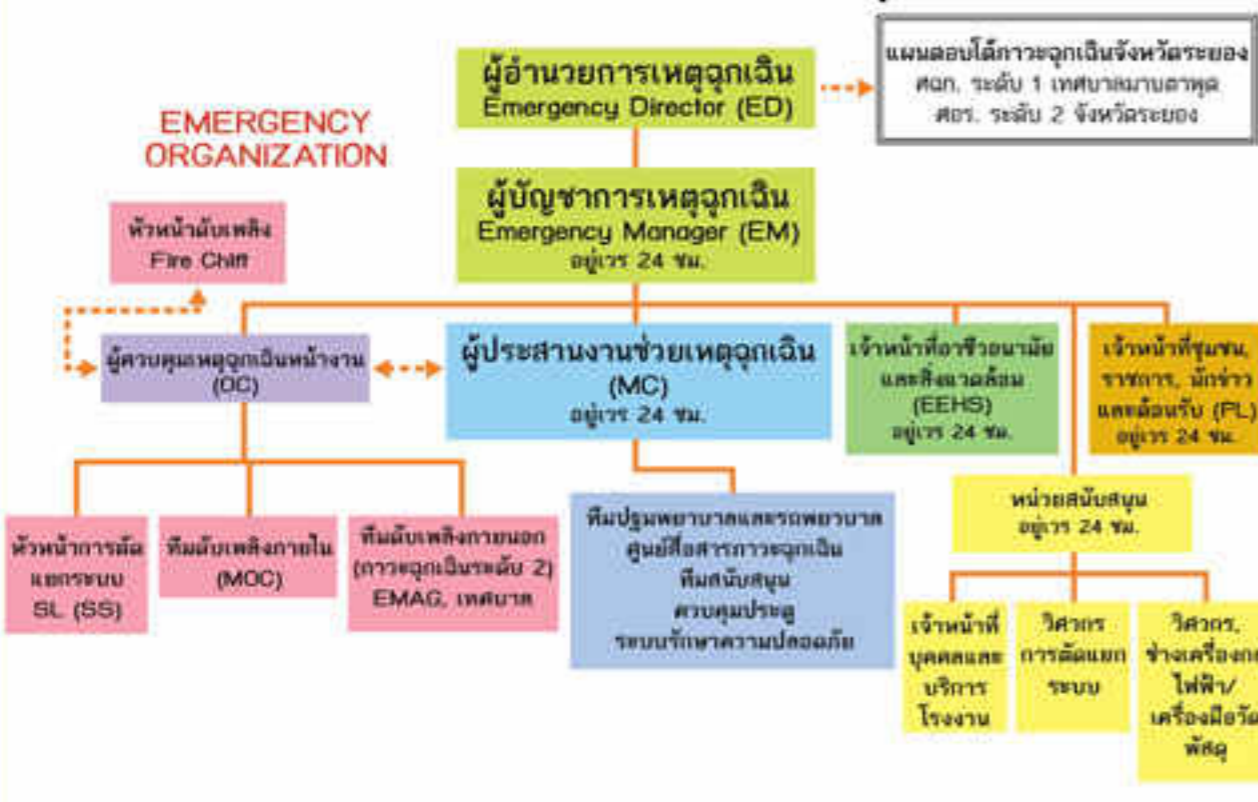 ผู้อำนวยการเหตุฉุกเฉิน
Emergency Director (ED)
แผนตอบโต้ภาวะฉุกเฉินจังหวัดระยอง
ศฉก. ระดับ 1 เทศบาลมาบตาพุด
ศอร. ระดับ 2 จังหวัดระยอง
EMERGENCY
ORGANIZATION
ผู้บัญชาการเหตุฉุกเฉิน
Emergency Manager (EM)
อยู่เวร 24 ชม.
หัวหน้าดับเพลิง
Fire Chiff
ผู้ควบคุมเหตุฉุกเฉินหน้างาน
(OC)
ผู้ประสานงานช่วยเหตุฉุกเฉิน
(MC)
อยู่เวร 24 ชม.
เจ้าหน้าที่อาชีวอนามัย
และสิ่งแวดล้อม
(EEHS)
อยู่เวร 24 ชม.
เจ้าหน้าที่ชุมชน,
ราชการ, นักข่าว
และต้อนรับ (PL)
อยู่เวร 24 ชม.
หัวหน้าการตัด
แยกระบบ
SL (SS)
ทีมดับเพลิงภายใน
(MOC)
ทีมดับเพลิงภายนอก
(ภาวะฉุกเฉินระดับ 2)
EMAG, เทศบาล
ทีมปฐมพยาบาลและรถพยาบาล
ศูนย์สื่อสารภาวะฉุกเฉิน
ทีมสนับสนุน
ควบคุมประตู
ระบบรักษาความปลอดภัย
หน่วยสนับสนุน
อยู่เวร 24 ชม.
เจ้าหน้าที่
บุคคลและ
บริการ
โรงงาน
วิศวกร
การตัดแยก
ระบบ
วิศวกร,
ช่างเครื่องกล
ไฟฟ้า/
เครื่องมือวัด
พัสดุ